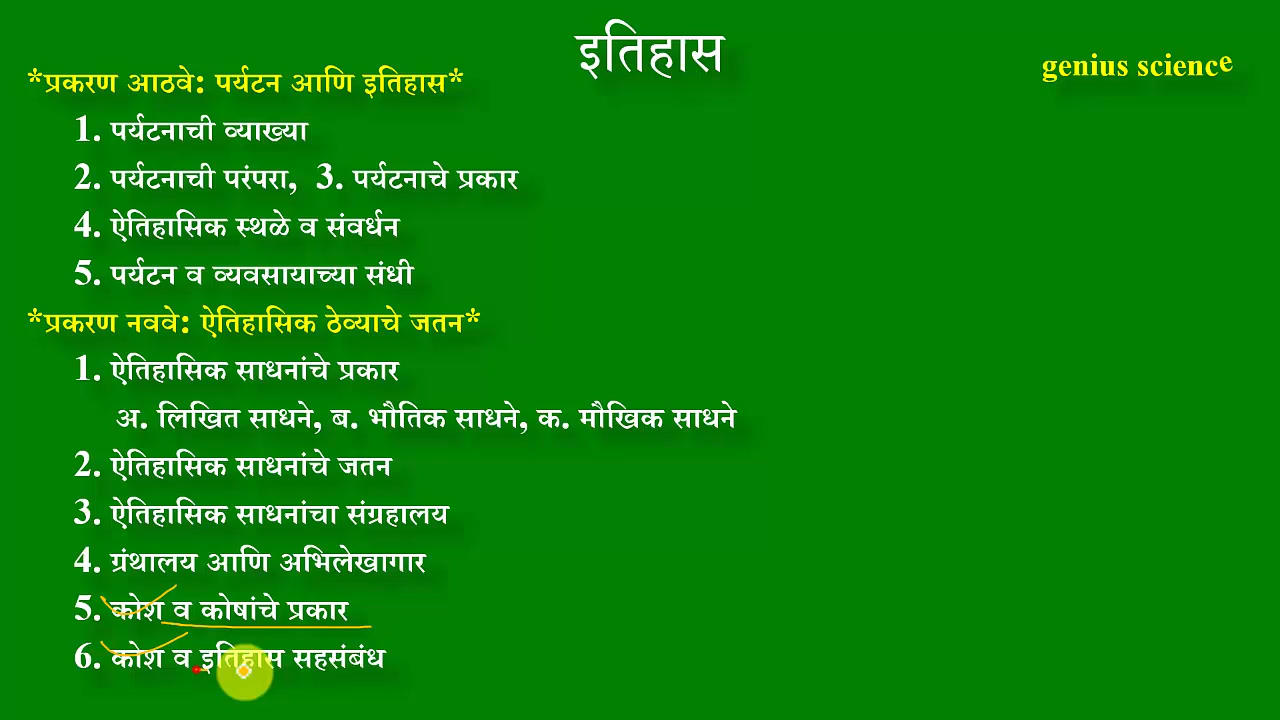 इतिहास
genius science
*प्रकरण आठवे: पर्यटन आणि इतिहास*
1. पर्यटनाची व्याख्या
2. पर्यटनाची परंपरा, 3. पर्यटनाचे प्रकार
4. ऐतिहासिक स्थळे व संवर्धन
5. पर्यटन व व्यवसायाच्या संधी
*प्रकरण नववे: ऐतिहासिक ठेव्याचे जतन*
1. ऐतिहासिक साधनांचे प्रकार
अ. लिखित साधने, ब. भौतिक साधने, क. मौखिक साधने
2. ऐतिहासिक साधनांचे जतन
3. ऐतिहासिक साधनांचा संग्रहालय
4. ग्रंथालय आणि अभिलेखागार
5. कोश व कोषांचे प्रकार
6. कोश व इतिहास सहसंबंध